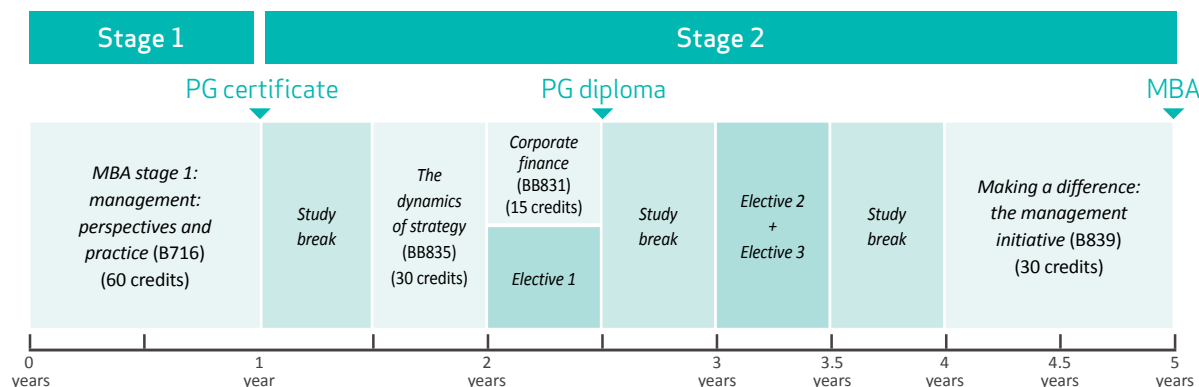 Stage 1
Stage 2
PG certificate
PG diploma
MBA
MBA stage 1:
management:
perspectives and
practice (B716)
(60 credits)
Study
break
The
dynamics
of strategy
(BB835)
(30 credits)
Corporate
finance
(BB831)
(15 credits)
Elective 1
Study
break
Elective 2
+
Elective 3
Study
break
Making a difference:
the management
initiative (B839)
(30 credits)
0
years
1
year
2
years
3
years
3.5
years
4
years
4.5
years
5
years